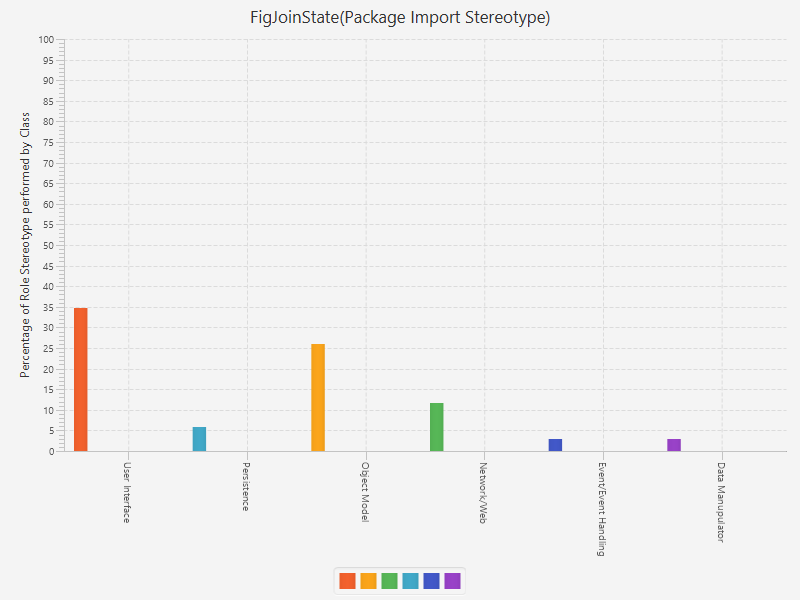 FigJoinState(Package Import Stereotype)
Percentage of Role Stereotype performed by Class
100
95
90
85
80
75
70
65
60
55
50
45
40
35
30
25
20
15
10
5
0
User Interface
Persistence
Object Model
Network/Web
Event/Event Handling
Data Manupulator